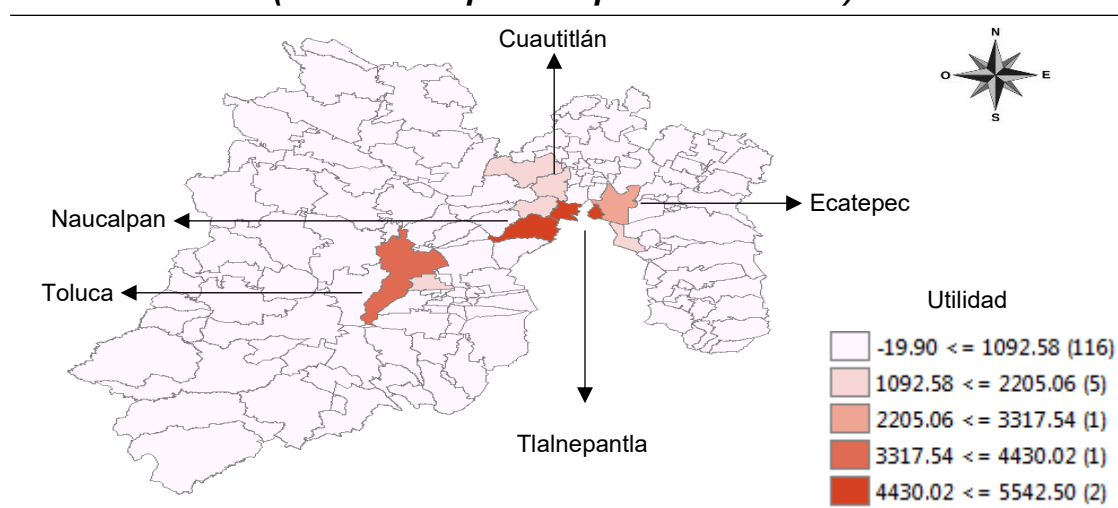 Cuautitlán
N
O
E
S
Naucalpan
Ecatepec
Toluca
Utilidad
-19.90 < = 1092.58 (116)
1092.58 < = 2205.06 (5)
2205.06 < = 3317.54 (1)
3317.54 < = 4430.02 (1)
4430.02 < = 5542.50 (2)
Tlalnepantla